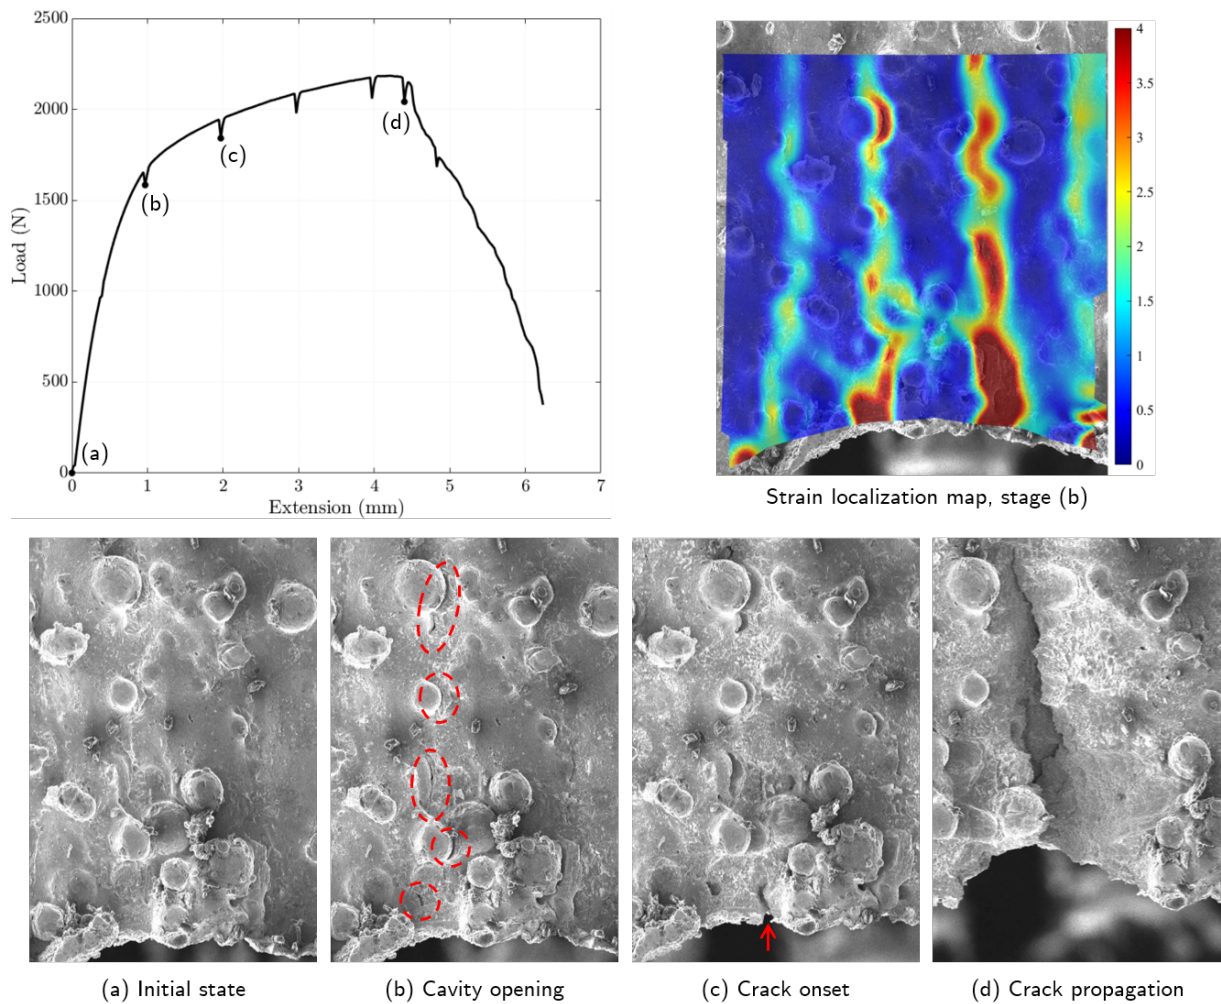 2500
2000
1500
1000
500
0
0
1
2
3
4
5
6
7
Load (N)
Extension (mm)
(a)
(b)
(c)
(d)
4
3.5
3
2.5
2
1.5
1
0.5
0
Strain localization map, stage (b)
(a) Initial state
(b) Cavity opening
(c) Crack onset
(d) Crack propagation